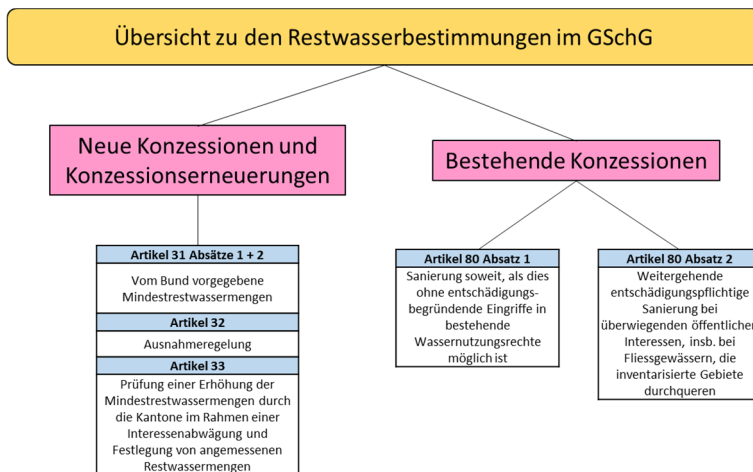 Übersicht zu den Restwasserbestimmungen im GSchG
Neue Konzessionen und
Konzessionserneuerungen
Artikel 31 Absätze 1 + 2
Vom Bund vorgegebene
Mindestrestwassermengen
Artikel 32
Ausnahmeregelung
Artikel 33
Prüfung einer Erhöhung der
Mindestrestwassermengen durch
die Kantone im Rahmen einer
Interessenabwägung und
Festlegung von angemessenen
Restwassermengen
Bestehende Konzessionen
Artikel 80 Absatz 1
Sanierung soweit, als dies
ohne entschädigungs-
begründende Eingriffe in
bestehende
Wassernutzungsrechte
möglich ist
Artikel 80 Absatz 2
Weitergehende
entschädigungspflichtige
Sanierung bei
überwiegenden öffentlichen
Interessen, insb. bei
Fliessgewässern, die
inventarisierte Gebiete
durchqueren